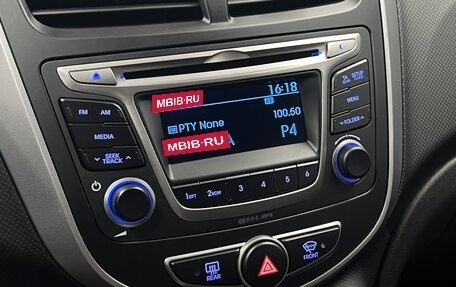 16:18
MBIB.RU
100.50
PTY None
MBIB.RU A P4
TA SETUP
CLOCK
FM AM
MENU
MEDIA
FOLDER
SEEK
TRACK
1 RPT 2 RDM 3 4 5 6
RDS MP3
REAR
FRONT